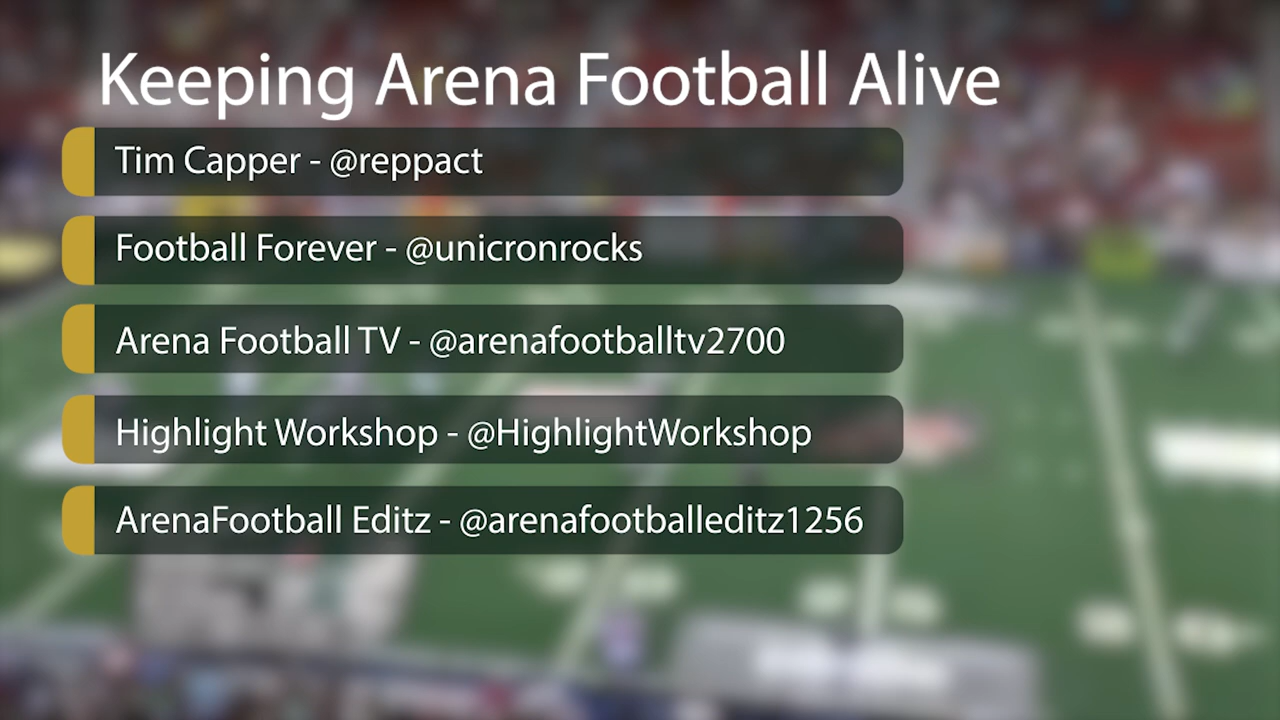 Keeping Arena Football Alive
Tim Capper - @reppact
Football Forever - @unicronrocks
Arena Football TV - @arenafootballtv2700
Highlight Workshop - @HighlightWorkshop
ArenaFootball Editz - @arenafootballeditz1256